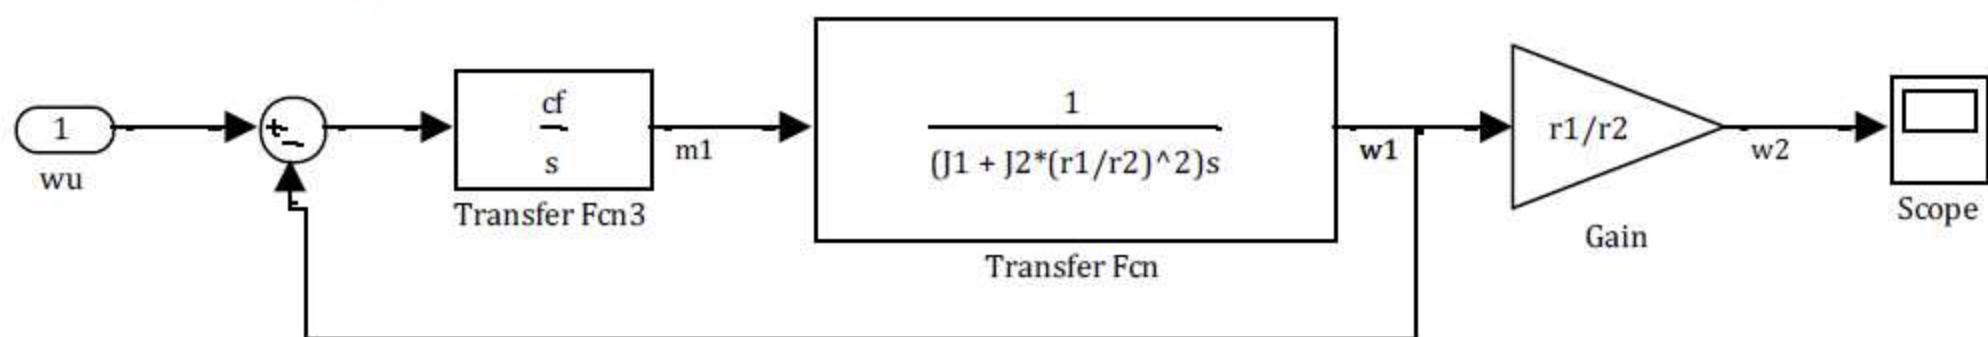 1
wu
cf
s
Transfer Fcn3
m1
1
(J1 + J2*(r1/r2)^2)s
Transfer Fcn
w1
r1/r2
Gain
w2
Scope